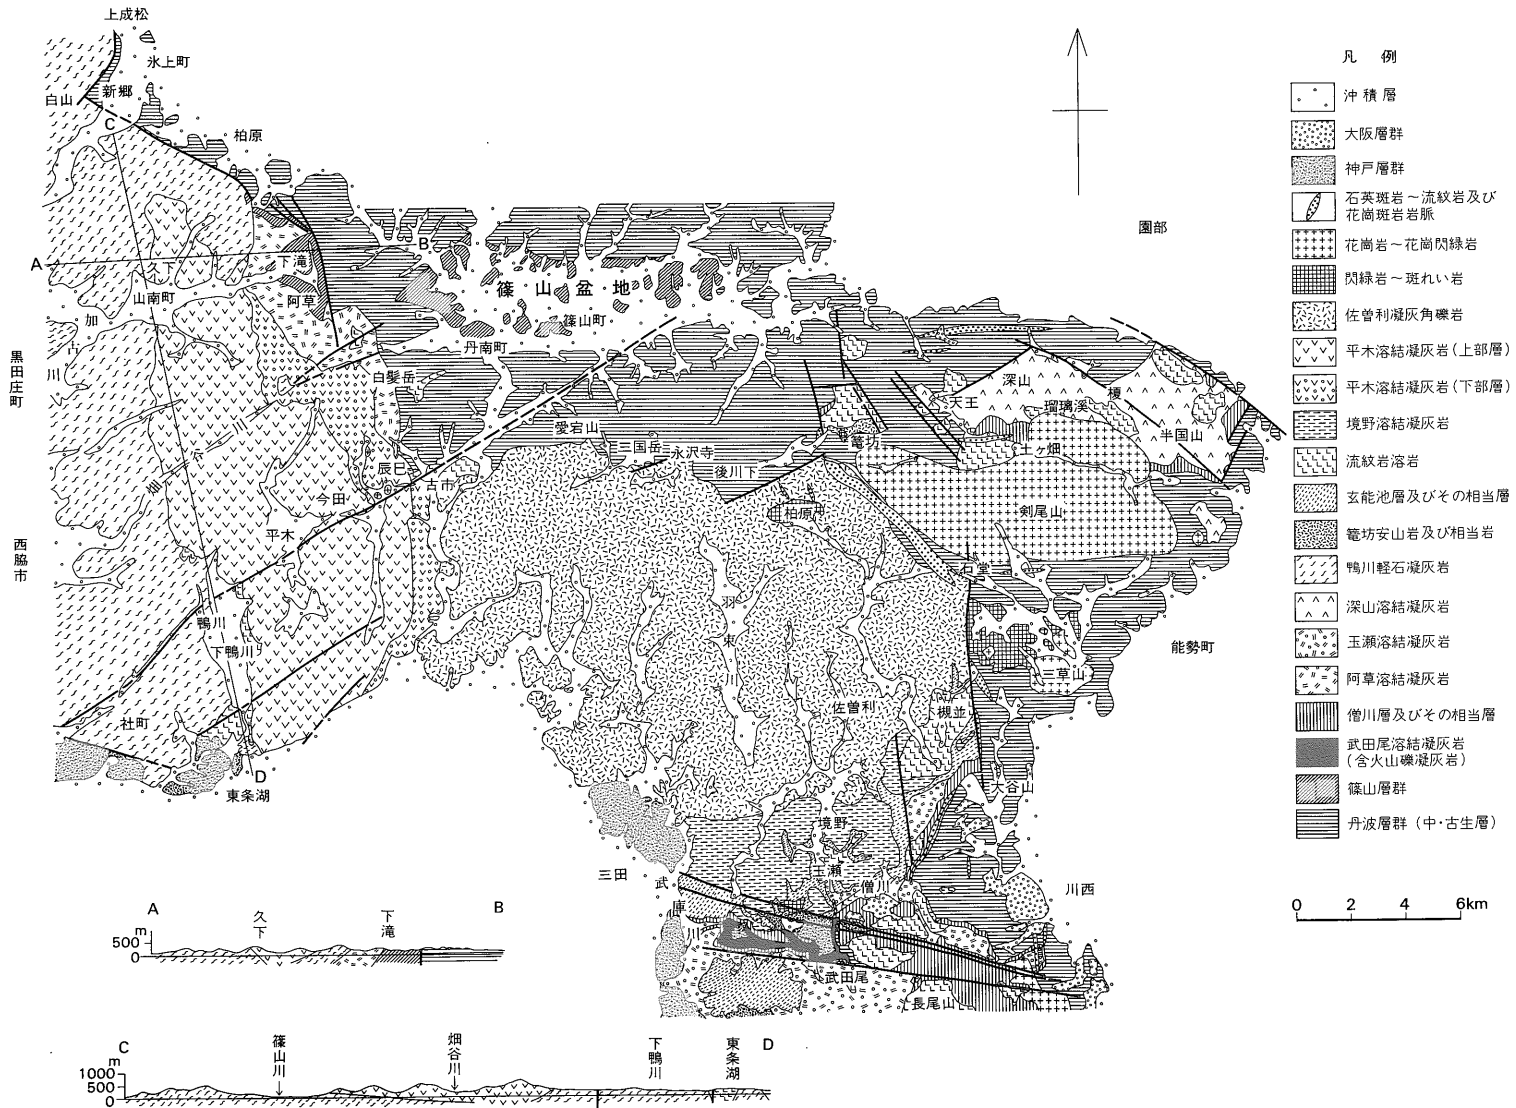 上成松
氷上町
新郷
白山
C
柏原
A
B
久下
下滝
山南町
阿草
加
古
川
黒田庄町
西脇市
篠山盆地
篠山町
丹南町
白髪岳
愛宕山
三国岳
永沢寺
後川下
篭坊
辰巳
古市
今田
平木
畑谷川
柏原
天王
深山
瑠璃溪
榎
半国山
土ヶ畑
剣尾山
園部
石堂
能勢町
三草山
羽
束
川
佐曽利
槻並
大谷山
鴨川
下鴨川
社町
D
東条湖
境野
玉瀬
僧川
三田
武
庫
川
武田尾
長尾山
川西
凡例
沖積層
大阪層群
神戸層群
石英斑岩～流紋岩及び
花崗斑岩岩脈
花崗岩～花崗閃緑岩
閃緑岩～斑れい岩
佐曽利凝灰角礫岩
平木溶結凝灰岩(上部層)
平木溶結凝灰岩(下部層)
境野溶結凝灰岩
流紋岩溶岩
玄能池層及びその相当層
篭坊安山岩及び相当岩
鴨川軽石凝灰岩
深山溶結凝灰岩
玉瀬溶結凝灰岩
阿草溶結凝灰岩
僧川層及びその相当層
武田尾溶結凝灰岩
(含火山礫凝灰岩)
篠山層群
丹波層群(中・古生層)
0 2 4 6km
A
久下
下滝
B
m
500
0
C
篠山川
畑谷川
下鴨川
東条湖
D
m
1000
500
0